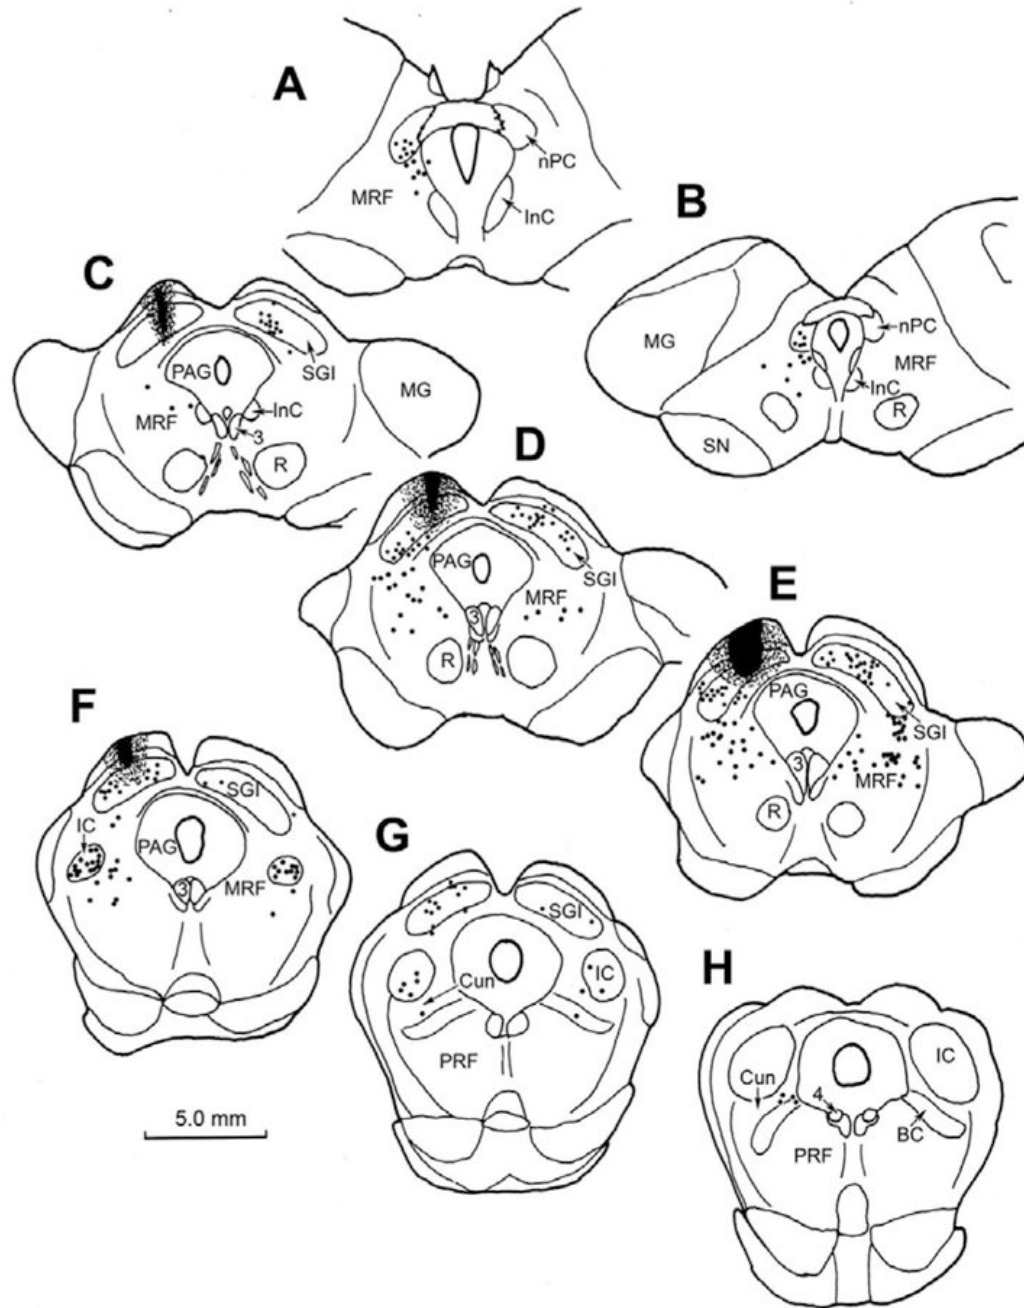 A
nPC
MRF
InC
B
MG
nPC
MRF
InC
R
SN
C
PAG
SGI
MG
MRF
InC
3
R
D
PAG
SGI
MRF
3
R
E
PAG
SGI
3
MRF
R
F
SGI
IC
PAG
MRF
3
G
SGI
IC
Cun
PRF
H
IC
Cun
4
BC
PRF
5.0 mm